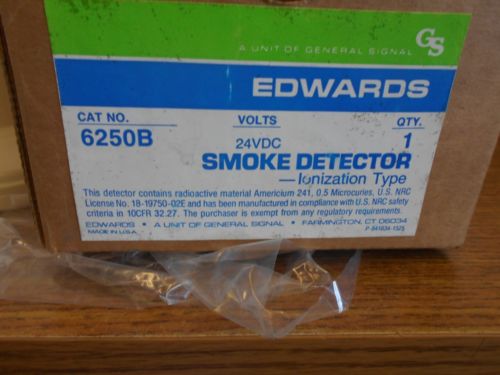 GS
A UNIT OF GENERAL SIGNAL
EDWARDS
CAT NO. VOLTS QTY.
6250B 24VDC 1
SMOKE DETECTOR
—Ionization Type
This detector contains radioactive material Americium 241, 0.5 Microcuries, U.S. NRC
License No. 18-19750-02E and has been manufactured in compliance with U.S. NRC safety
criteria in 10CFR 32.27. The purchaser is exempt from any regulatory requirements.
EDWARDS • A UNIT OF GENERAL SIGNAL • FARMINGTON, CT 06034
MADE IN U.S.A. P-041034-1525